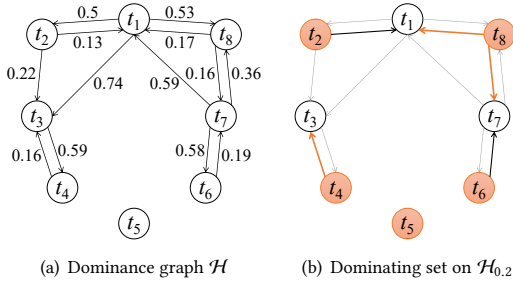 t1
0.5
0.53
t2
0.13
0.17
t8
0.22
0.74
0.59
0.16
0.36
t3
t7
0.16
0.59
0.58
0.19
t4
t6
t5
(a) Dominance graph ℋ
t1
t2
t8
t3
t7
t4
t6
t5
(b) Dominating set on ℋ0.2